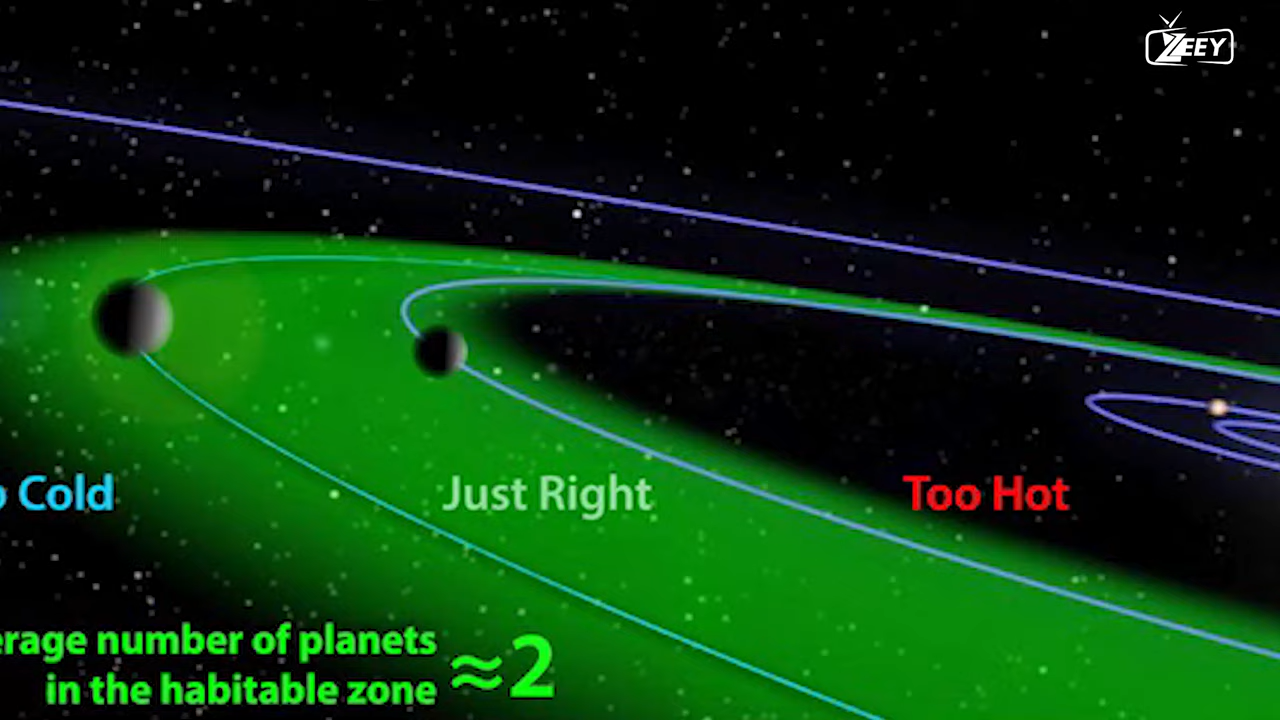 ZEEY
o Cold
Just Right
Too Hot
erage number of planets
in the habitable zone
≈2